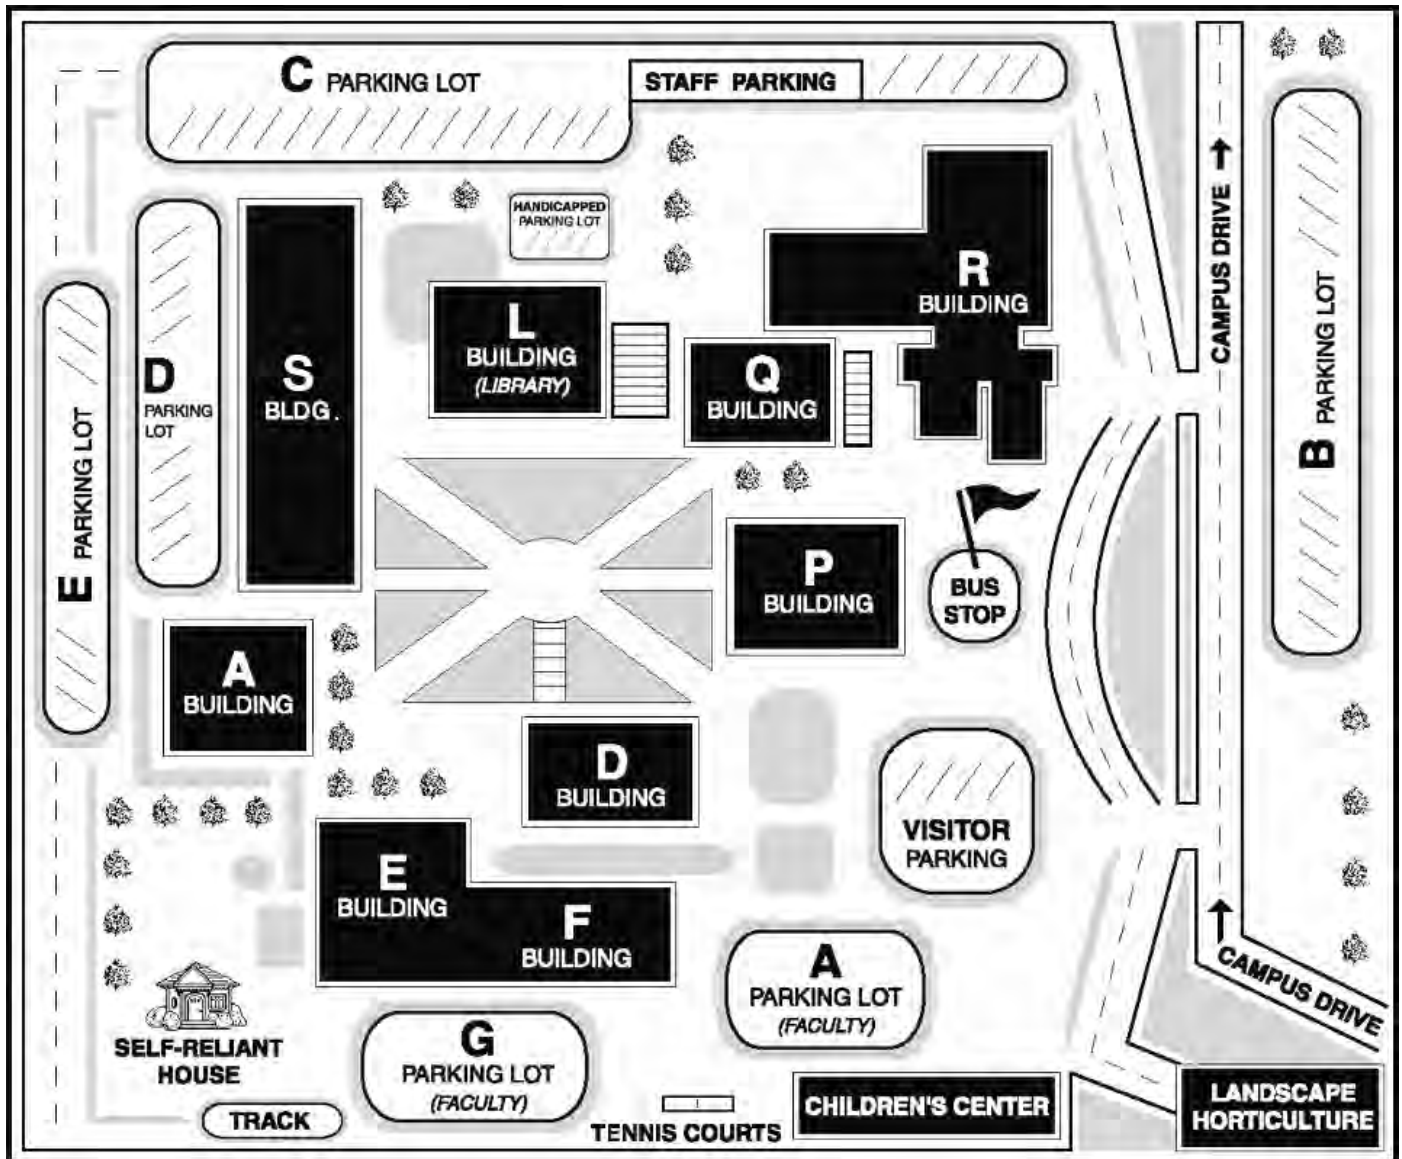 C PARKING LOT
STAFF PARKING
HANDICAPPED
PARKING LOT
CAMPUS DRIVE
B PARKING LOT
R
BUILDING
L
BUILDING
(LIBRARY)
Q
BUILDING
S
BLDG.
D
PARKING
LOT
E PARKING LOT
P
BUILDING
BUS
STOP
A
BUILDING
D
BUILDING
VISITOR
PARKING
E
BUILDING
F
BUILDING
A
PARKING LOT
(FACULTY)
CAMPUS DRIVE
SELF-RELIANT
HOUSE
G
PARKING LOT
(FACULTY)
TRACK
TENNIS COURTS
CHILDREN'S CENTER
LANDSCAPE
HORTICULTURE